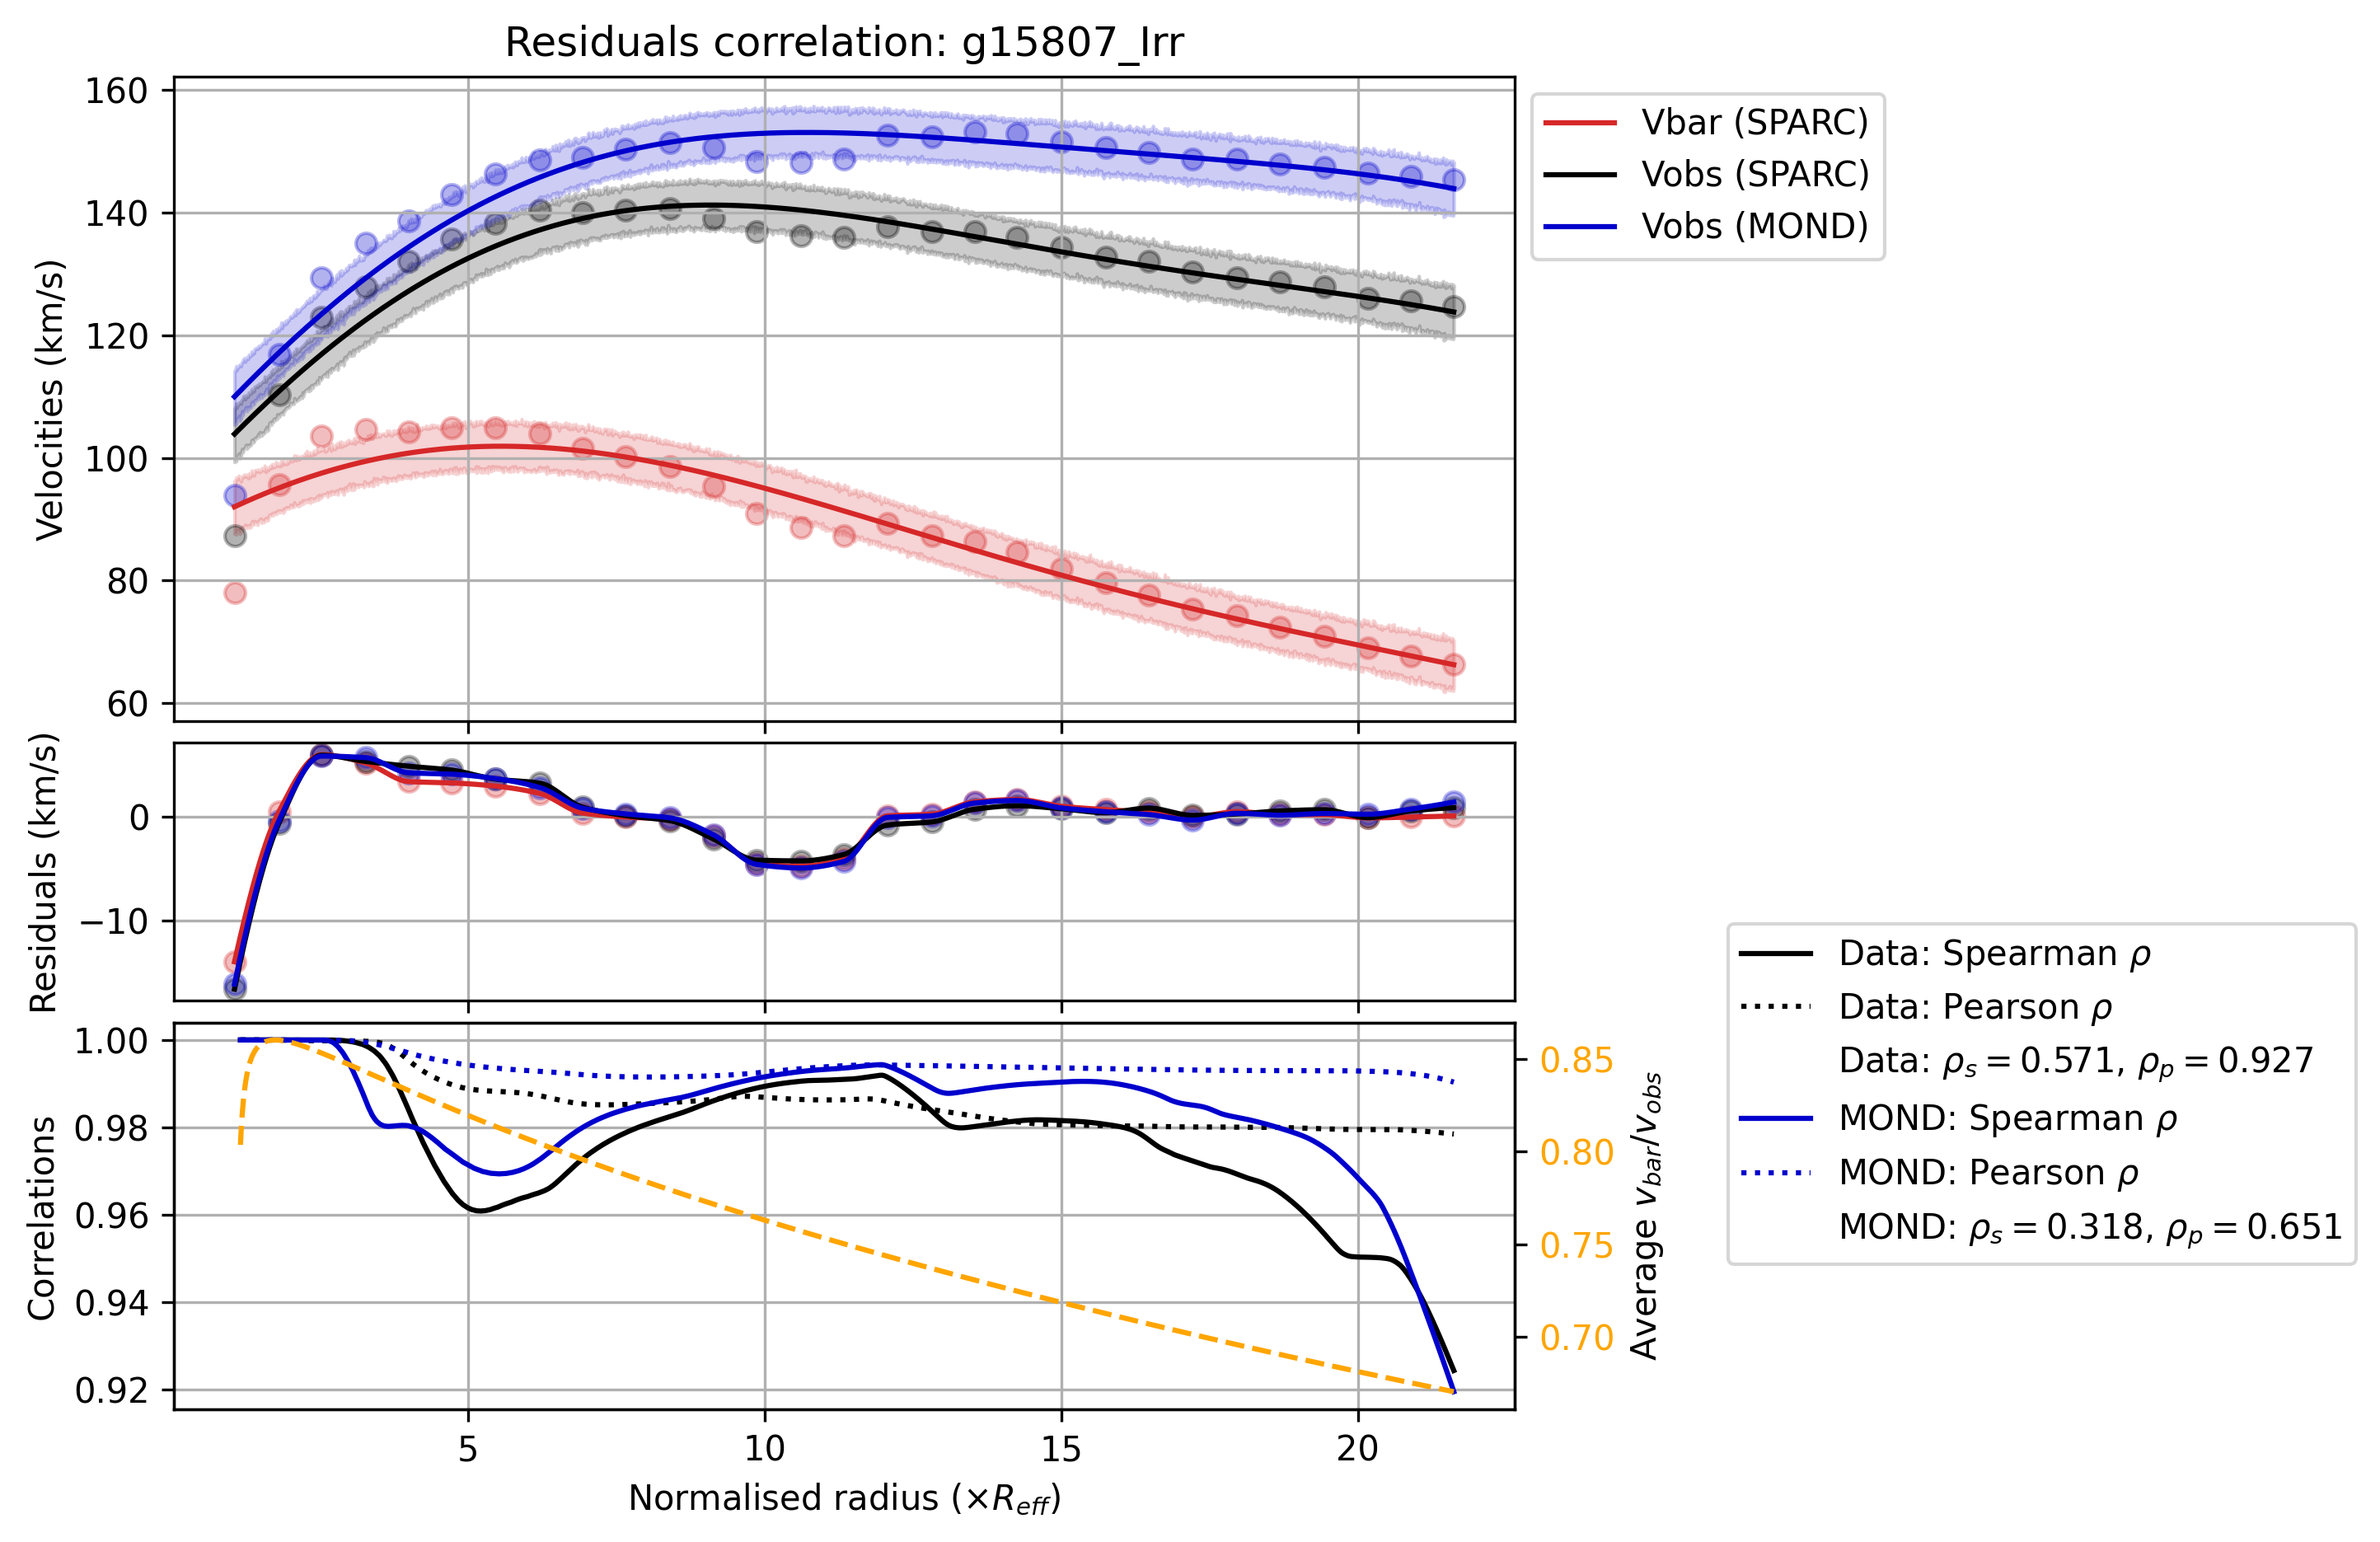 Residuals correlation: g15807_Irr
160
140
120
100
80
60
Velocities (km/s)
Vbar (SPARC)
Vobs (SPARC)
Vobs (MOND)
0
−10
Residuals (km/s)
1.00
0.98
0.96
0.94
0.92
Correlations
0.85
0.80
0.75
0.70
Average v_bar/v_obs
5 10 15 20
Normalised radius (×R_eff)
Data: Spearman ρ
Data: Pearson ρ
Data: ρ_s = 0.571, ρ_p = 0.927
MOND: Spearman ρ
MOND: Pearson ρ
MOND: ρ_s = 0.318, ρ_p = 0.651